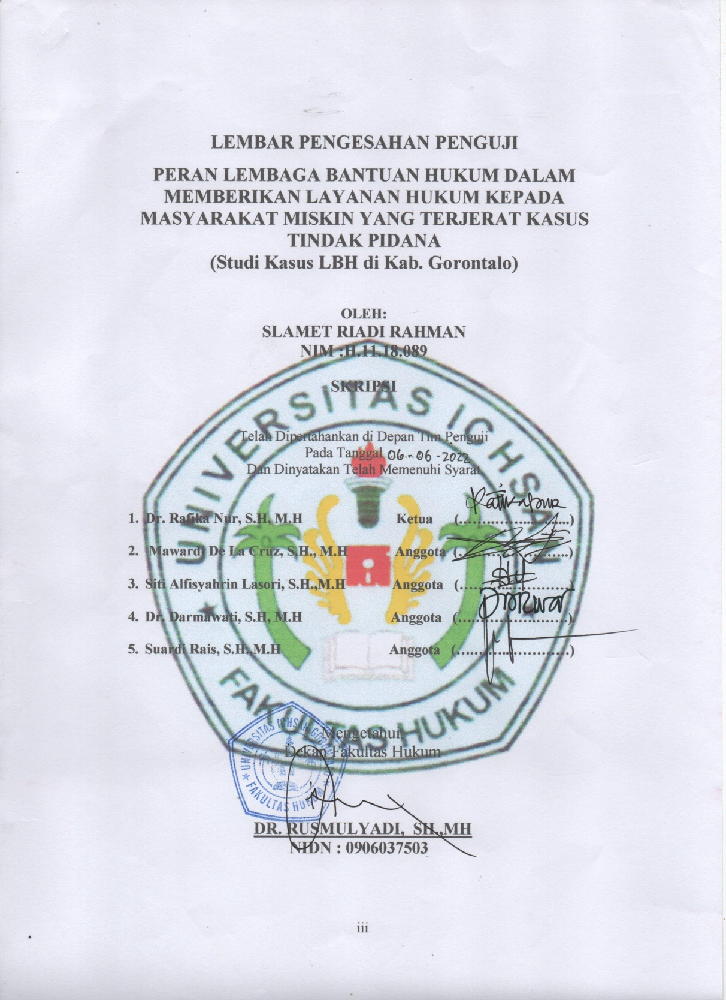 LEMBAR PENGESAHAN PENGUJI
PERAN LEMBAGA BANTUAN HUKUM DALAM
MEMBERIKAN LAYANAN HUKUM KEPADA
MASYARAKAT MISKIN YANG TERJERAT KASUS
TINDAK PIDANA
(Studi Kasus LBH di Kab. Gorontalo)
OLEH:
SLAMET RIADI RAHMAN
NIM :H.11.18.089
SKRIPSI
UNIVERSITAS ICHSAN
Telah Dipertahankan di Depan Tim Penguji
Pada Tanggal 06-06-2022
Dan Dinyatakan Telah Memenuhi Syarat
1. Dr. Rafika Nur, S.H, M.H Ketua (..............................)
2. Mawardi De La Cruz, S.H., M.H Anggota (..............................)
3. Siti Alfisyahrin Lasori, S.H.,M.H Anggota (..............................)
4. Dr. Darmawati, S.H, M.H Anggota (..............................)
5. Suardi Rais, S.H.,M.H Anggota (..............................)
FAKULTAS HUKUM
Mengetahui,
Dekan Fakultas Hukum
UNIVERSITAS ICHSAN GORONTALO
FAKULTAS HUKUM
DR. RUSMULYADI, SH.,MH
NIDN : 0906037503
iii